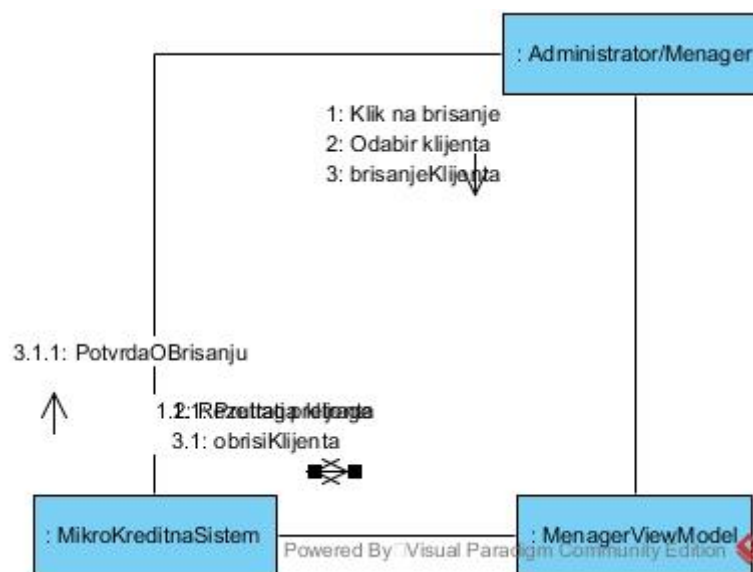 : Administrator/Menager
1: Klik na brisanje
2: Odabir klijenta
3: brisanjeKlijenta
3.1.1: PotvrdaOBrisanju
3.1: obrisiKlijenta
: MikroKreditnaSistem
: MenagerViewModel
Powered By Visual Paradigm Community Edition